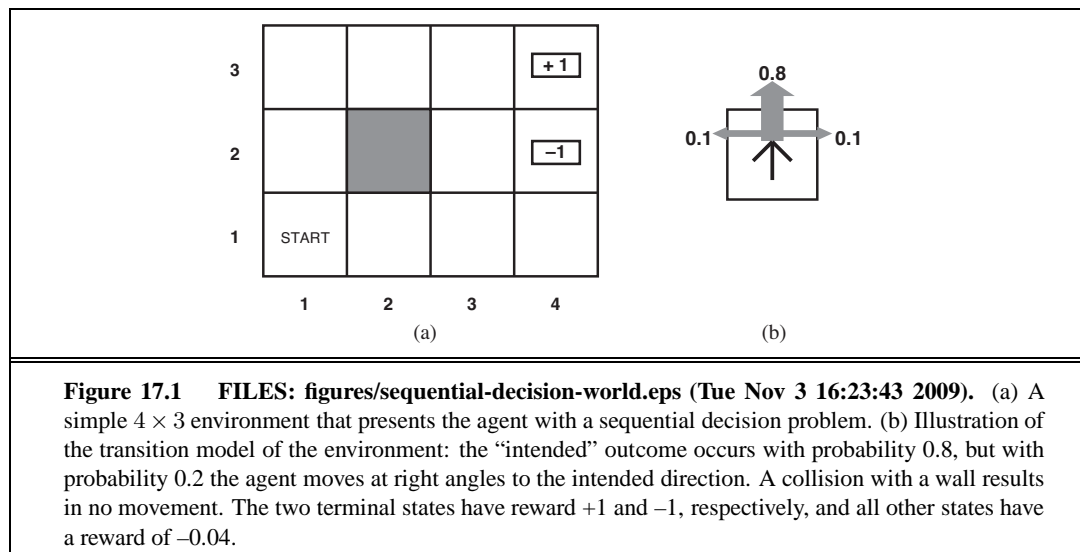 3
+ 1
0.8
2
–1
0.1
0.1
1
START
1 2 3 4
(a)
(b)
Figure 17.1 FILES: figures/sequential-decision-world.eps (Tue Nov 3 16:23:43 2009). (a) A
simple 4 × 3 environment that presents the agent with a sequential decision problem. (b) Illustration of
the transition model of the environment: the “intended” outcome occurs with probability 0.8, but with
probability 0.2 the agent moves at right angles to the intended direction. A collision with a wall results
in no movement. The two terminal states have reward +1 and –1, respectively, and all other states have
a reward of –0.04.